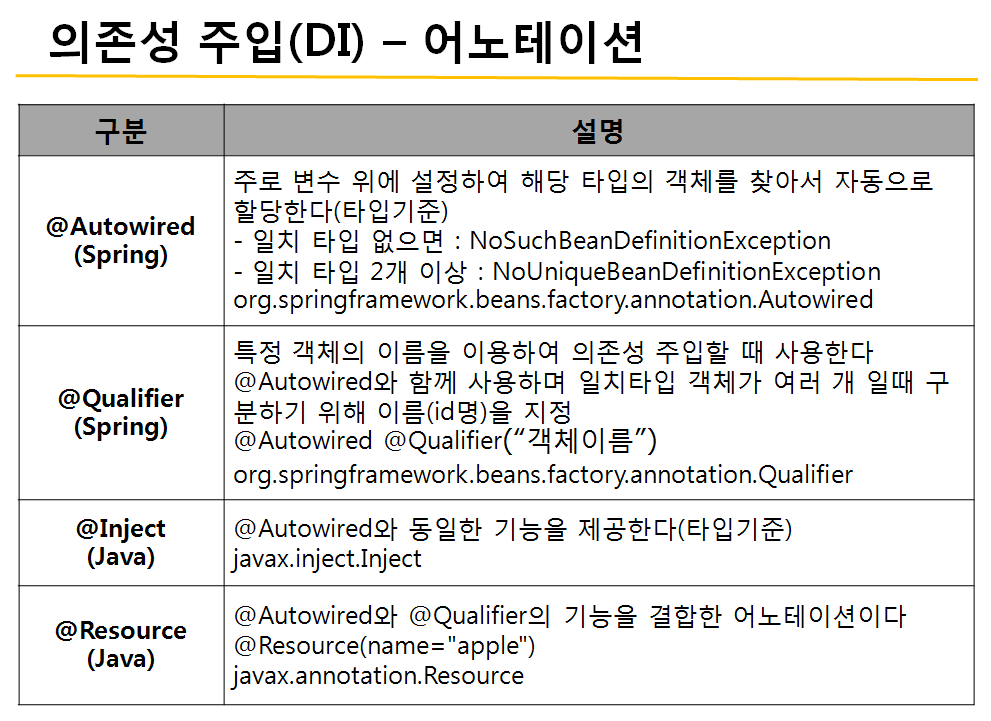 의존성 주입(DI) – 어노테이션
구분
설명
@Autowired
(Spring)
주로 변수 위에 설정하여 해당 타입의 객체를 찾아서 자동으로
할당한다(타입기준)
- 일치 타입 없으면 : NoSuchBeanDefinitionException
- 일치 타입 2개 이상 : NoUniqueBeanDefinitionException
org.springframework.beans.factory.annotation.Autowired
@Qualifier
(Spring)
특정 객체의 이름을 이용하여 의존성 주입할 때 사용한다
@Autowired와 함께 사용하며 일치타입 객체가 여러 개 일때 구
분하기 위해 이름(id명)을 지정
@Autowired @Qualifier(“객체이름”)
org.springframework.beans.factory.annotation.Qualifier
@Inject
(Java)
@Autowired와 동일한 기능을 제공한다(타입기준)
javax.inject.Inject
@Resource
(Java)
@Autowired와 @Qualifier의 기능을 결합한 어노테이션이다
@Resource(name="apple")
javax.annotation.Resource